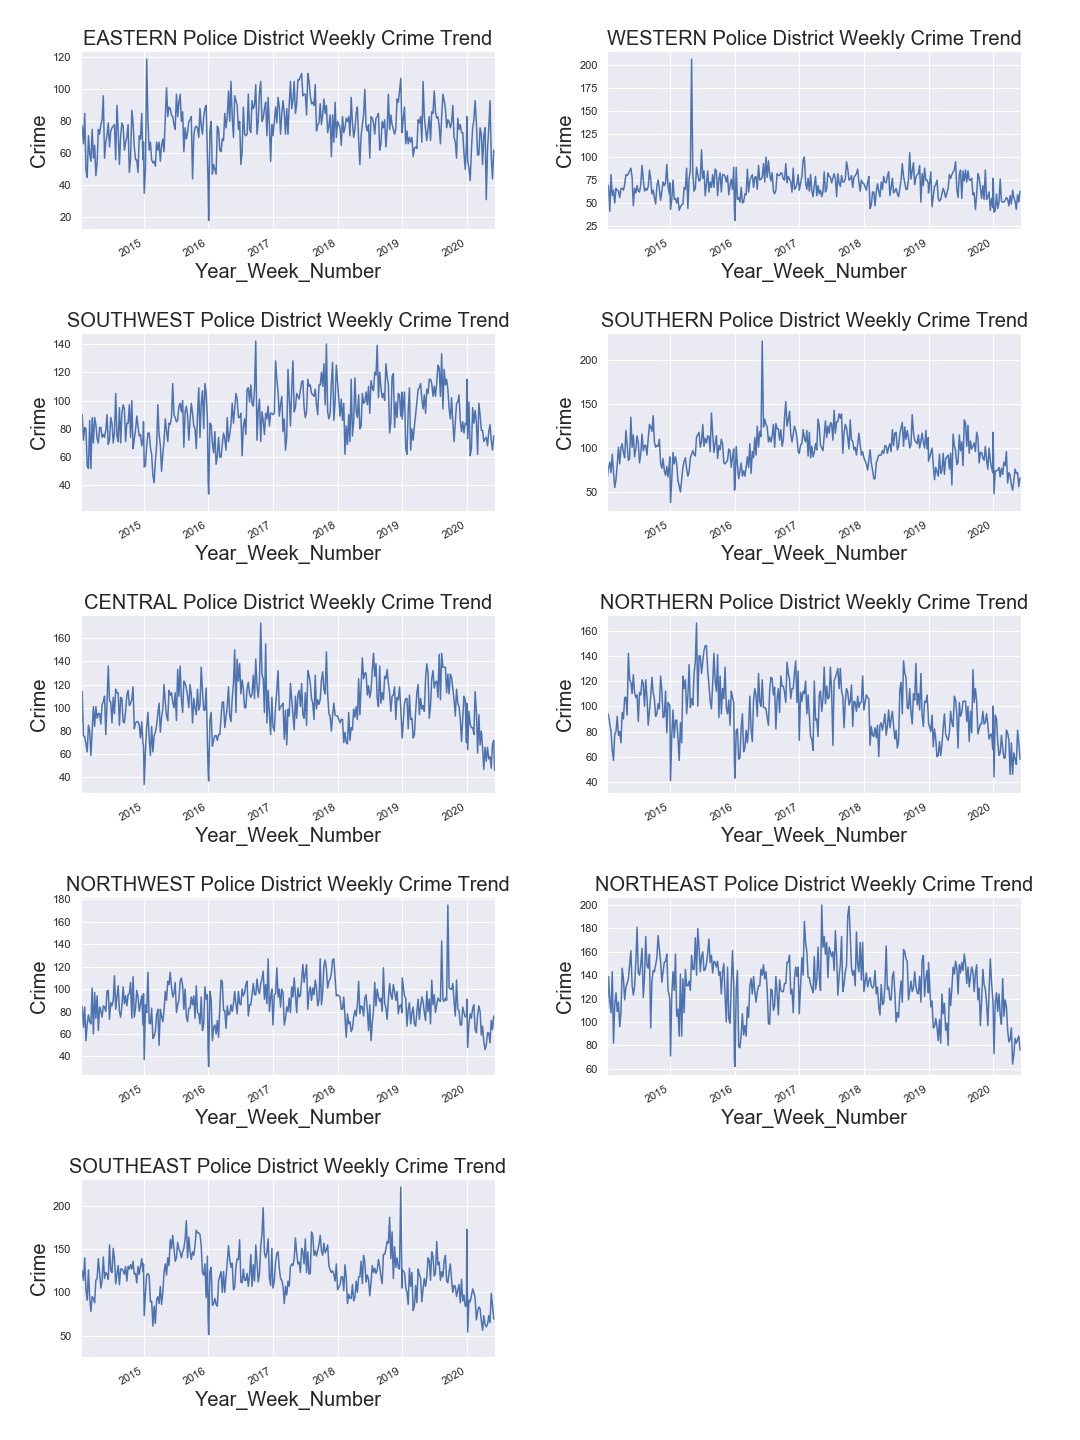 EASTERN Police District Weekly Crime Trend
120
100
80
60
40
20
Crime
2015 2016 2017 2018 2019 2020
Year_Week_Number
WESTERN Police District Weekly Crime Trend
200
175
150
125
100
75
50
25
Crime
2015 2016 2017 2018 2019 2020
Year_Week_Number
SOUTHWEST Police District Weekly Crime Trend
140
120
100
80
60
40
Crime
2015 2016 2017 2018 2019 2020
Year_Week_Number
SOUTHERN Police District Weekly Crime Trend
200
150
100
50
Crime
2015 2016 2017 2018 2019 2020
Year_Week_Number
CENTRAL Police District Weekly Crime Trend
160
140
120
100
80
60
40
Crime
2015 2016 2017 2018 2019 2020
Year_Week_Number
NORTHERN Police District Weekly Crime Trend
160
140
120
100
80
60
40
Crime
2015 2016 2017 2018 2019 2020
Year_Week_Number
NORTHWEST Police District Weekly Crime Trend
180
160
140
120
100
80
60
40
Crime
2015 2016 2017 2018 2019 2020
Year_Week_Number
NORTHEAST Police District Weekly Crime Trend
200
180
160
140
120
100
80
60
Crime
2015 2016 2017 2018 2019 2020
Year_Week_Number
SOUTHEAST Police District Weekly Crime Trend
200
150
100
50
Crime
2015 2016 2017 2018 2019 2020
Year_Week_Number